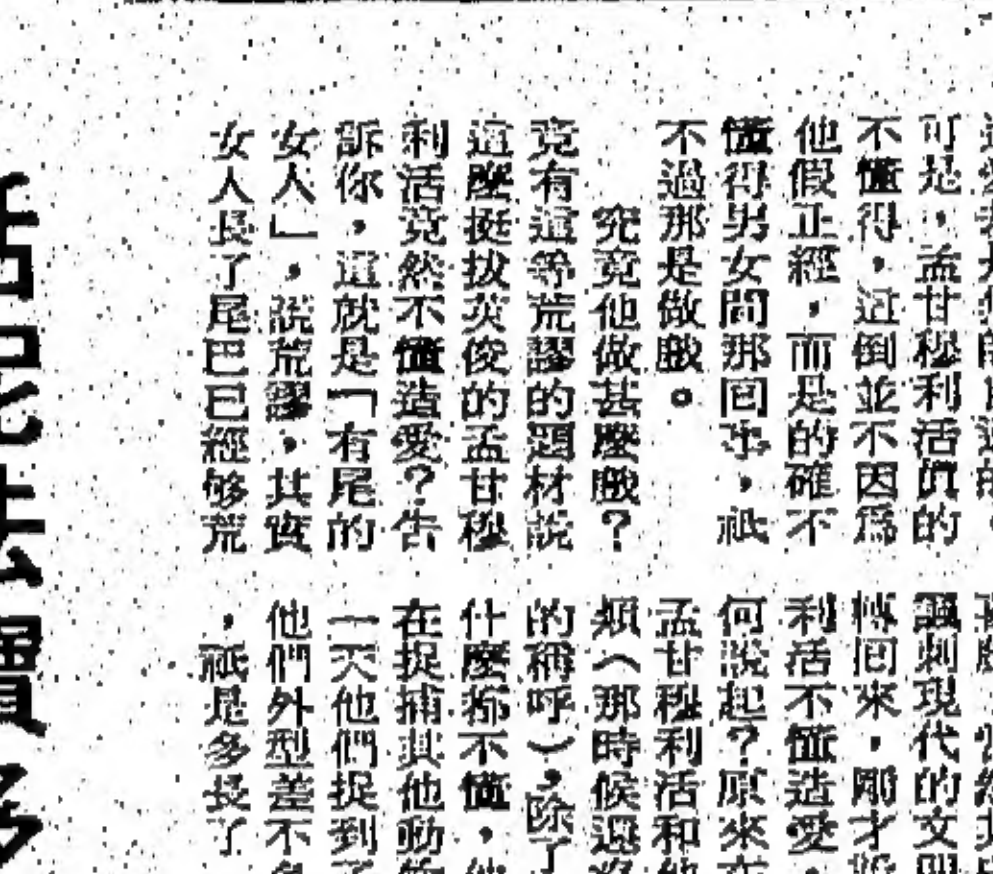 可是，孟甘穆利活們的
不懂得，這倒並不因為
他假正經，而是的確不
懂得男女間那回事，祇
不過那是做戲。
究竟他做甚麼戲？
竟有這等荒謬的題材說
這麼挺拔英俊的孟甘穆
利活竟然不懂造愛？告
訴你，這就是「有尾的
女人」，說荒謬，其實
女人長了尾巴已經够荒
諷刺現代的文明
轉回來，剛才
利活不懂造愛，
何說起？原來在
孟甘穆利活和他
類（那時候還沒
的稱呼），除了
什麼都不懂，他
在捉捕其他動物
一天他們捉到了
他們外型差不多
，祇是多長了
活 法寶多